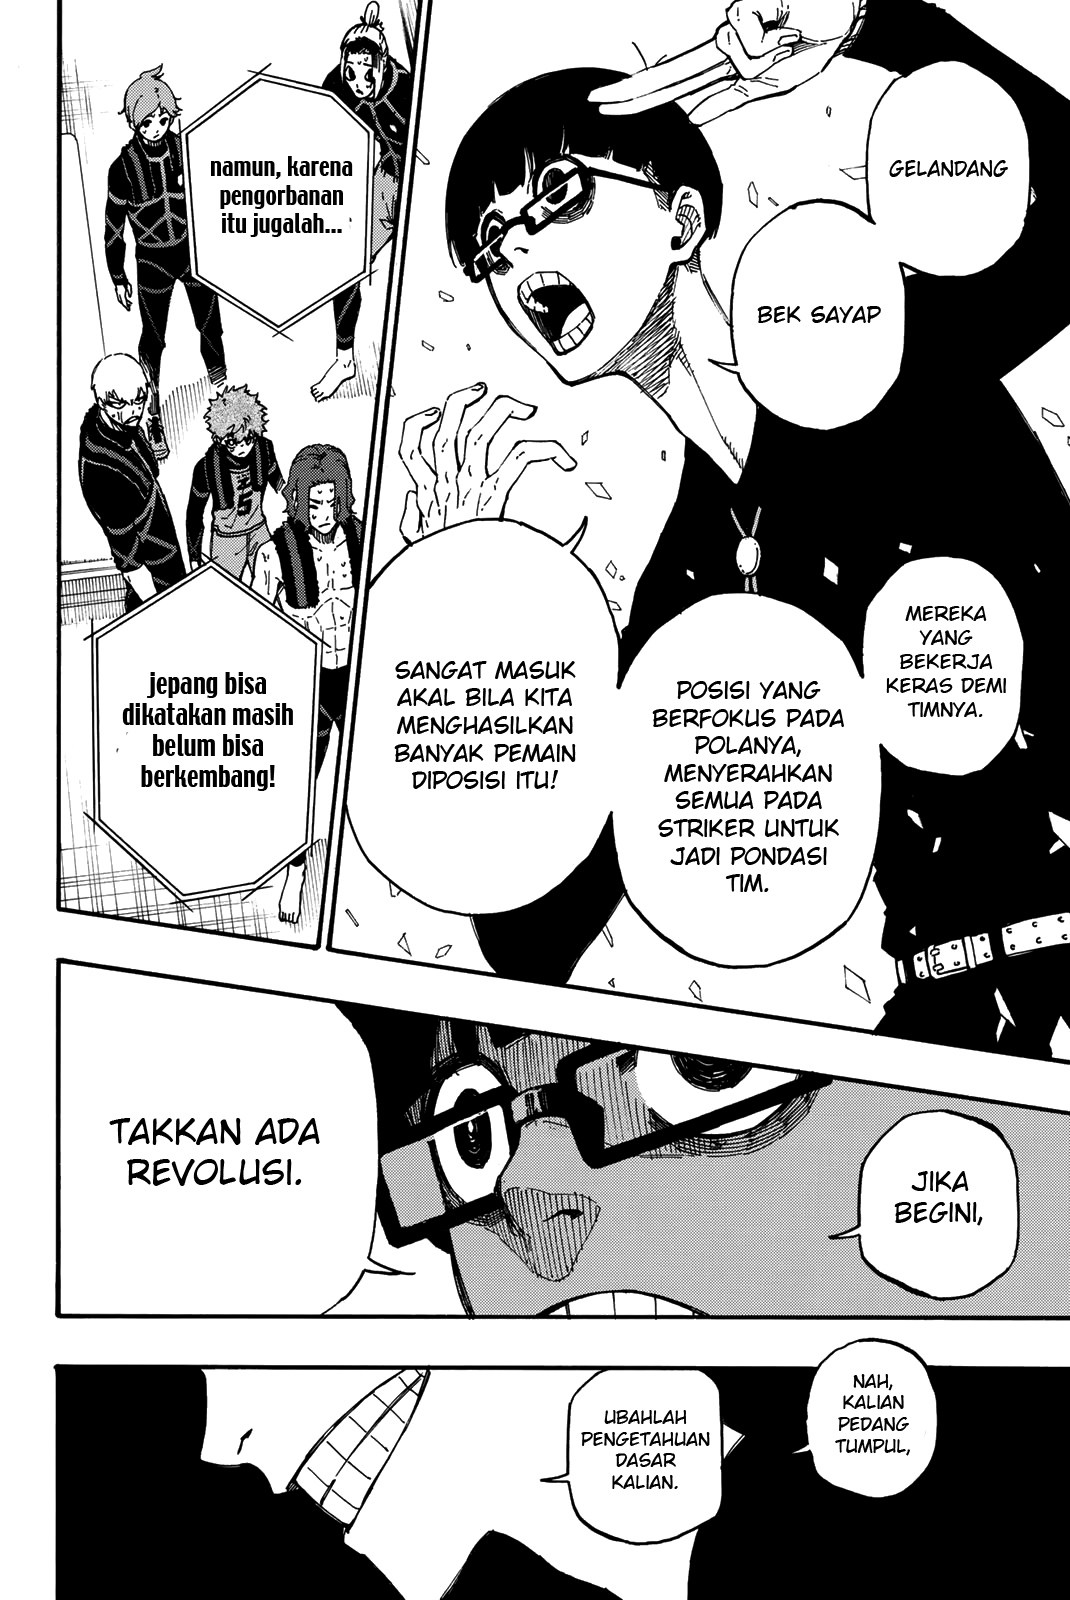 GELANDANG
BEK SAYAP
MEREKA
YANG
BEKERJA
KERAS DEMI
TIMNYA.
POSISI YANG
BERFOKUS PADA
POLANYA,
MENYERAHKAN
SEMUA PADA
STRIKER UNTUK
JADI PONDASI
TIM.
SANGAT MASUK
AKAL BILA KITA
MENGHASILKAN
BANYAK PEMAIN
DIPOSISI ITU!
namun, karena
pengorbanan
itu jugalah...
jepang bisa
dikatakan masih
belum bisa
berkembang!
JIKA
BEGINI,
TAKKAN ADA
REVOLUSI.
NAH,
KALIAN
PEDANG
TUMPUL,
UBAHLAH
PENGETAHUAN
DASAR
KALIAN.